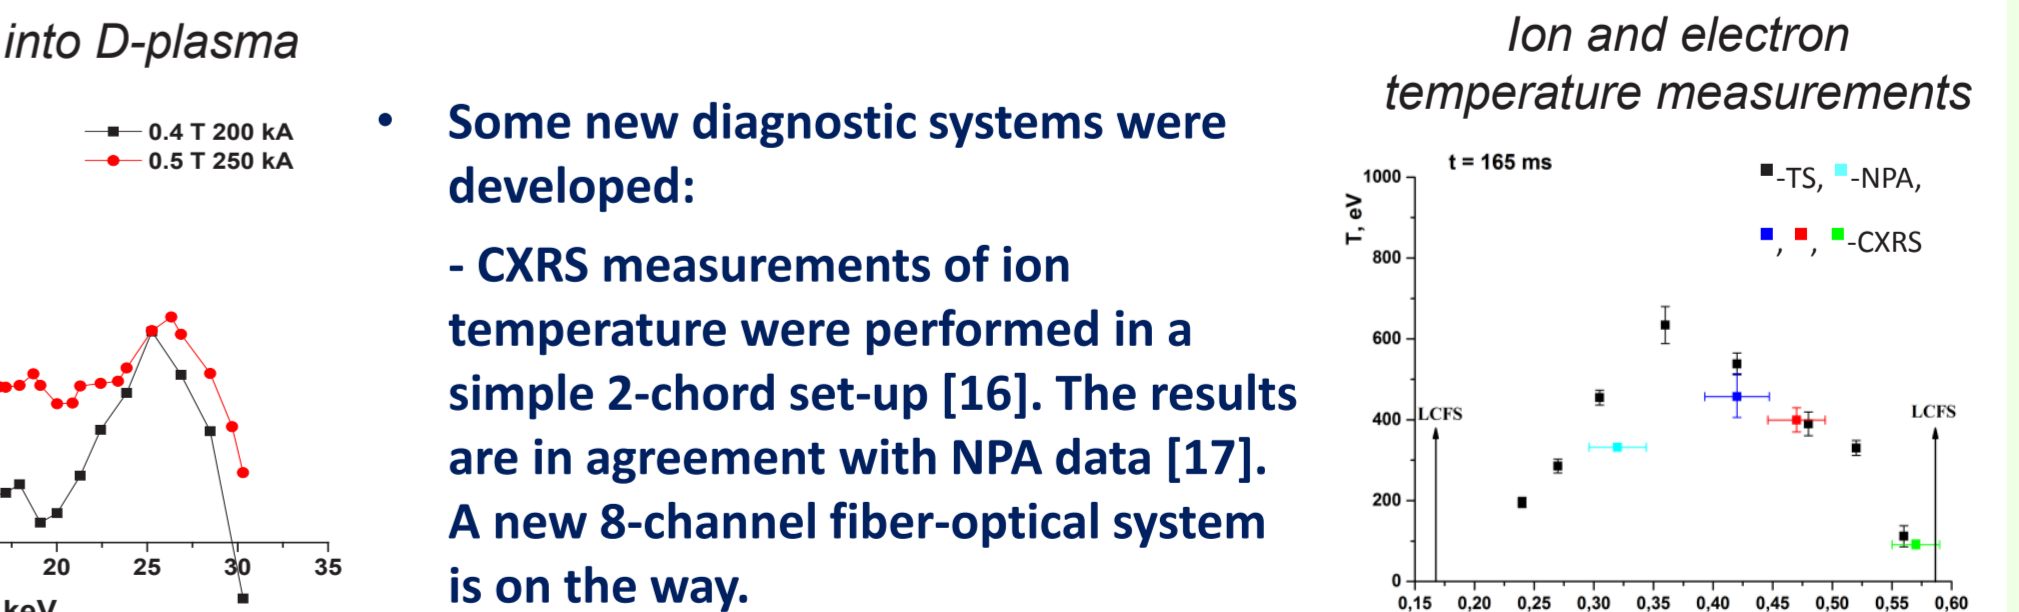 into D-plasma
0.4 T 200 kA
0.5 T 250 kA
20 25 30 35
keV
• Some new diagnostic systems were
developed:
- CXRS measurements of ion
temperature were performed in a
simple 2-chord set-up [16]. The results
are in agreement with NPA data [17].
A new 8-channel fiber-optical system
is on the way.
Ion and electron
temperature measurements
t = 165 ms
-TS, -NPA,
, , -CXRS
T, eV
1000
800
600
400
200
0
LCFS
LCFS
0,15 0,20 0,25 0,30 0,35 0,40 0,45 0,50 0,55 0,60